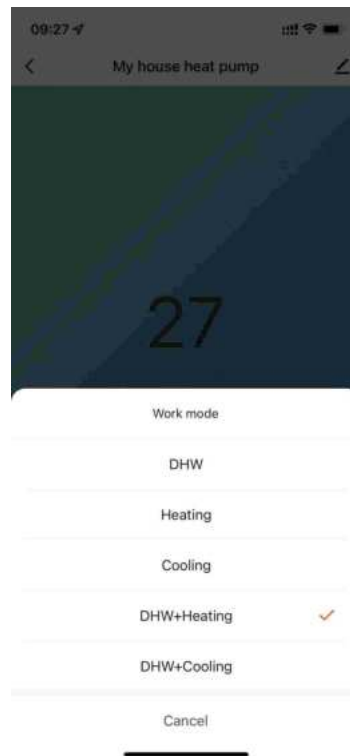 09:27
My house heat pump
27
Work mode
DHW
Heating
Cooling
DHW+Heating
DHW+Cooling
Cancel